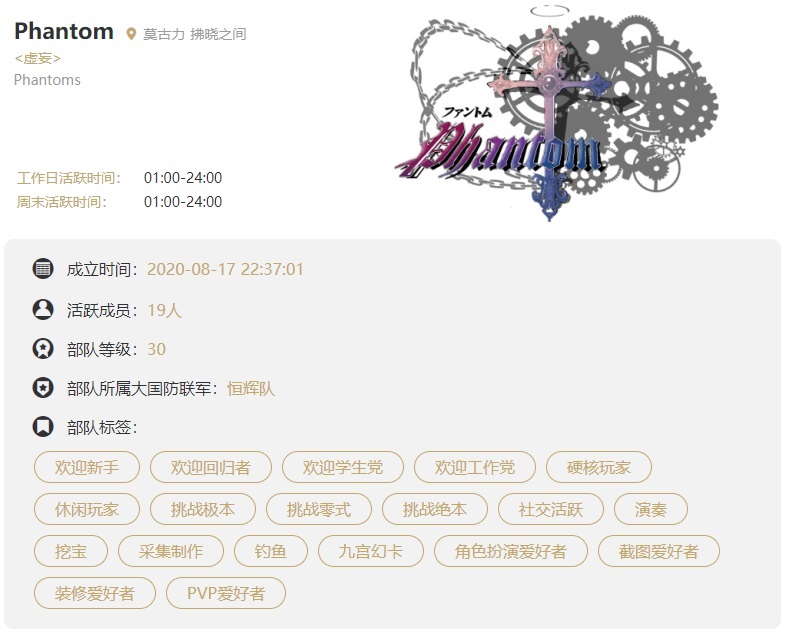 Phantom 莫古力 拂晓之间
<虚妄>
Phantoms
ファントム
Phantom
工作日活跃时间： 01:00-24:00
周末活跃时间： 01:00-24:00
成立时间：2020-08-17 22:37:01
活跃成员：19人
部队等级：30
部队所属大国防联军：恒辉队
部队标签：
欢迎新手 欢迎回归者 欢迎学生党 欢迎工作党 硬核玩家
休闲玩家 挑战极本 挑战零式 挑战绝本 社交活跃 演奏
挖宝 采集制作 钓鱼 九宫幻卡 角色扮演爱好者 截图爱好者
装修爱好者 PVP爱好者